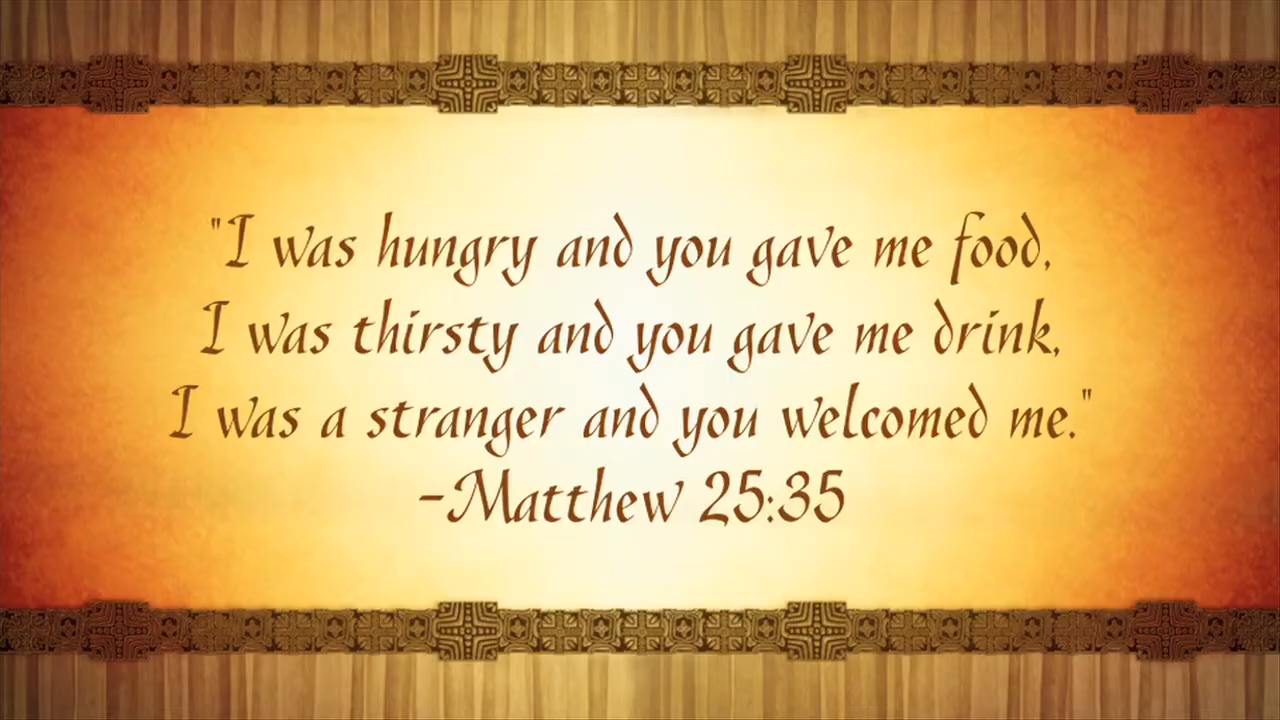 "I was hungry and you gave me food,
I was thirsty and you gave me drink,
I was a stranger and you welcomed me."
-Matthew 25:35